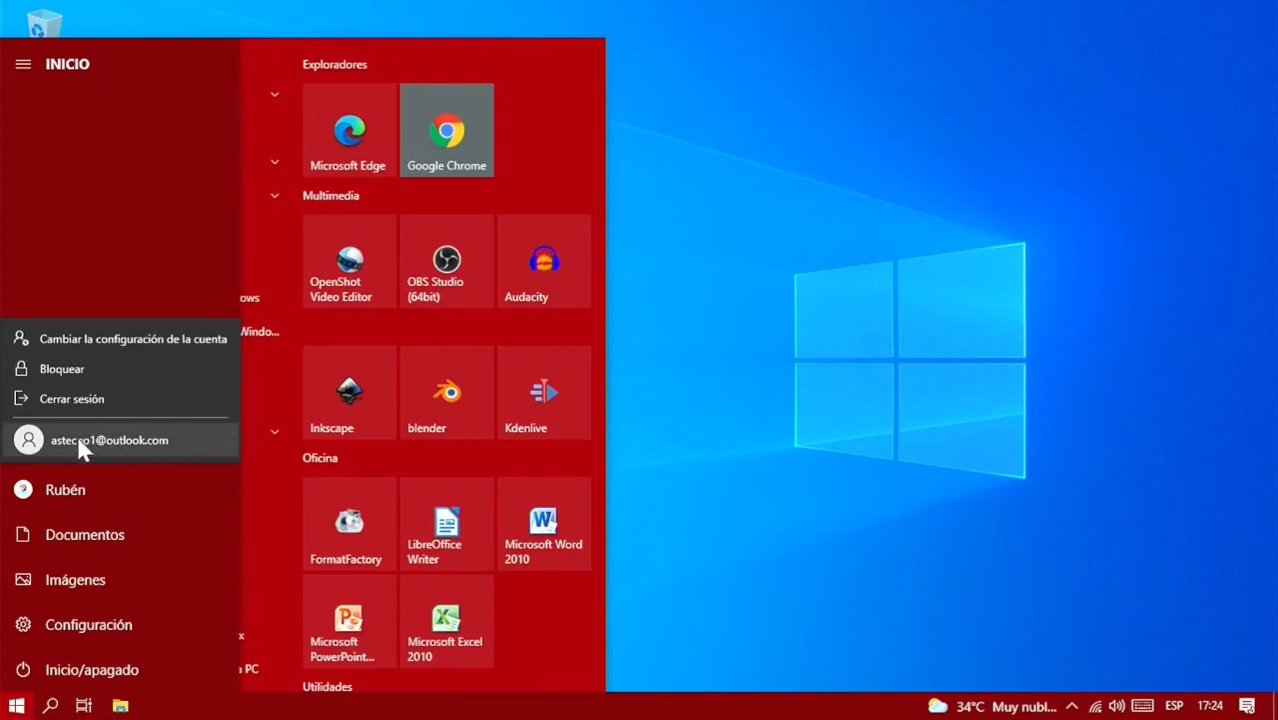 INICIO
Cambiar la configuración de la cuenta
Bloquear
Cerrar sesión
Rubén
Documentos
Imágenes
Configuración
Inicio/apagado
ows
Windo...
x
PC
Exploradores
Microsoft Edge
Google Chrome
Multimedia
OpenShot
Video Editor
OBS Studio
(64bit)
Audacity
Inkscape
blender
Kdenlive
Oficina
FormatFactory
LibreOffice
Writer
Microsoft Word
2010
Microsoft
PowerPoint...
Microsoft Excel
2010
Utilidades
34°C Muy nubl...
ESP
17:24